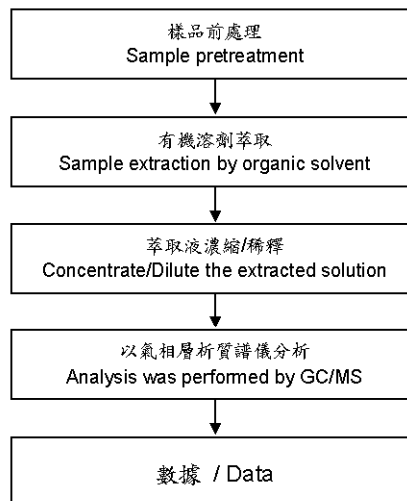 樣品前處理
Sample pretreatment
有機溶劑萃取
Sample extraction by organic solvent
萃取液濃縮/稀釋
Concentrate/Dilute the extracted solution
以氣相層析質譜儀分析
Analysis was performed by GC/MS
數據 / Data